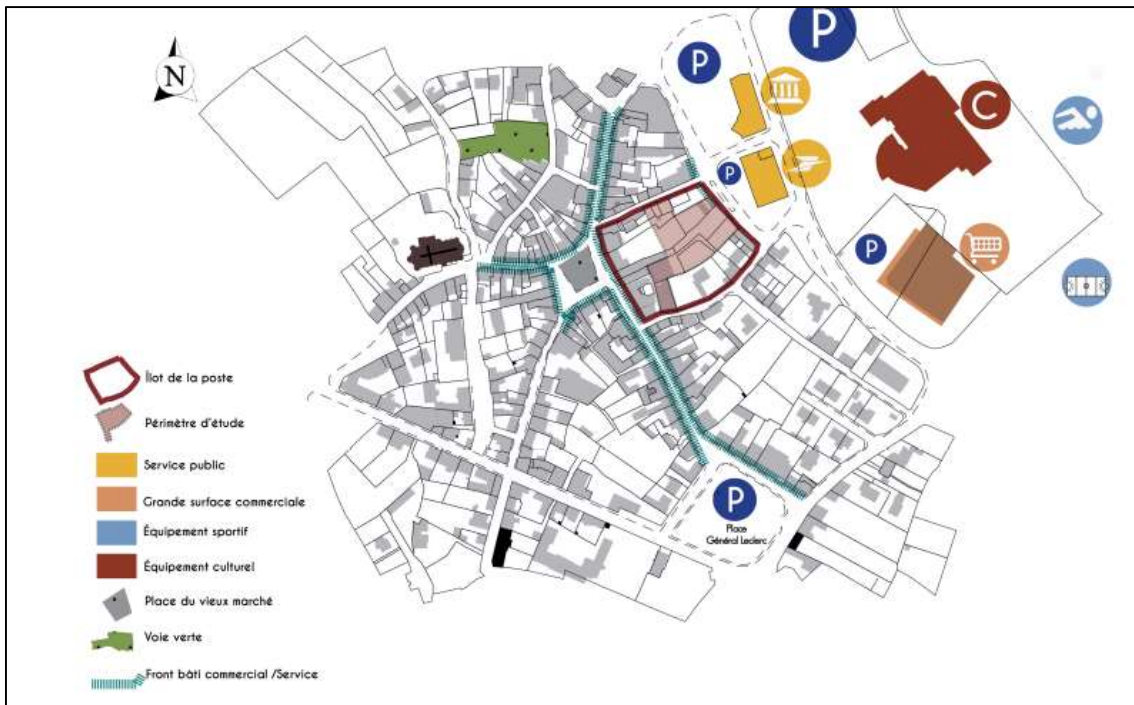 P
P
C
N
P
P
Îlot de la poste
Périmètre d'étude
Service public
Grande surface commerciale
Équipement sportif
P
Place
Général Leclerc
Équipement culturel
Place du vieux marché
Voie verte
Front bâti commercial /Service